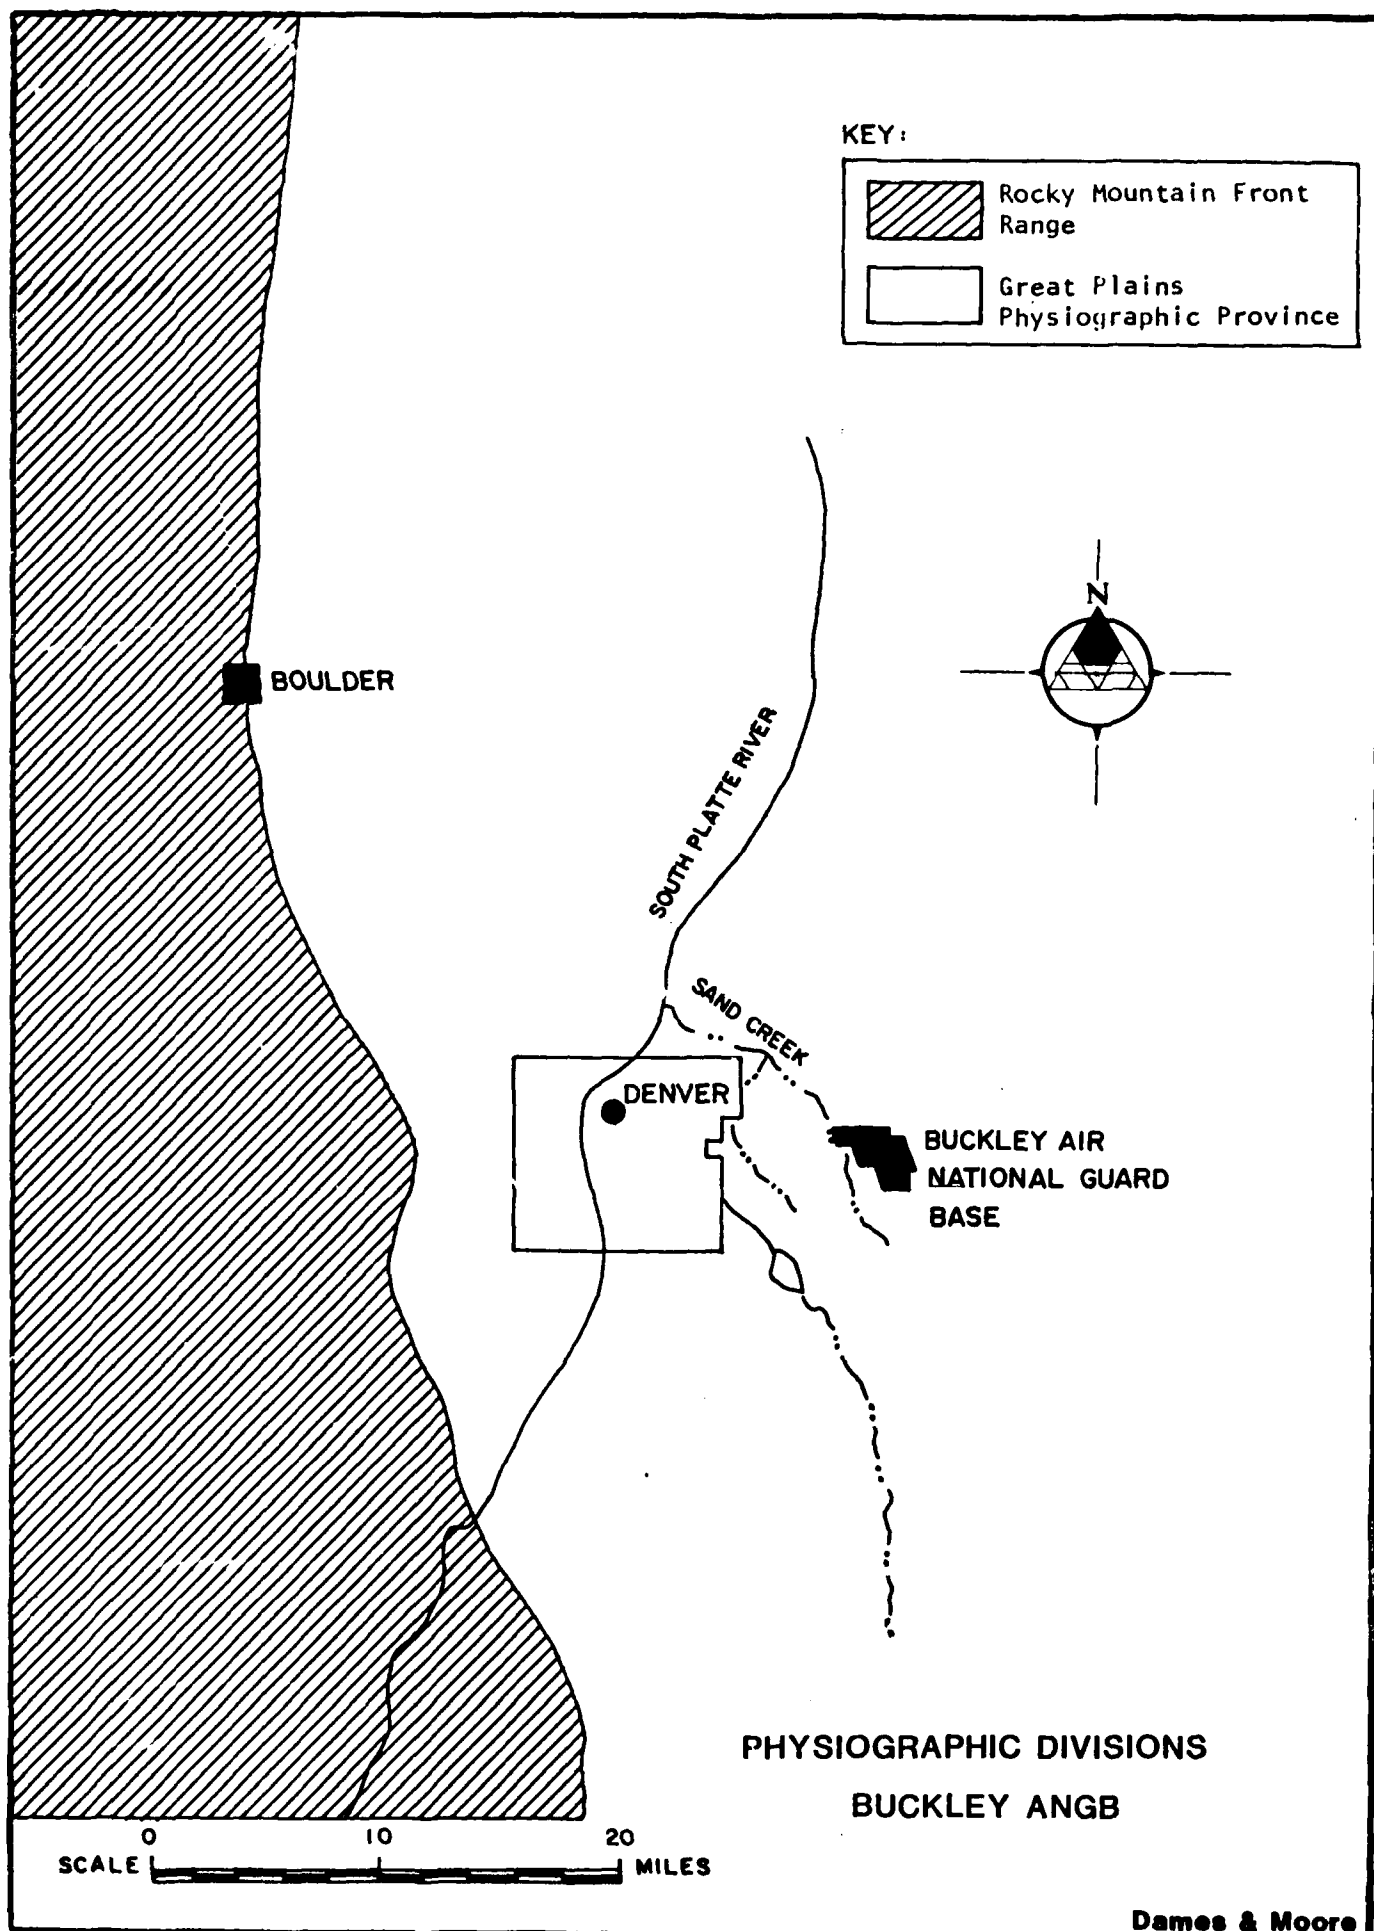 KEY:
Rocky Mountain Front
Range
Great Plains
Physiographic Province
N
BOULDER
SOUTH PLATTE RIVER
SAND CREEK
DENVER
BUCKLEY AIR
NATIONAL GUARD
BASE
PHYSIOGRAPHIC DIVISIONS
BUCKLEY ANGB
0 10 20
SCALE MILES
Dames & Moore